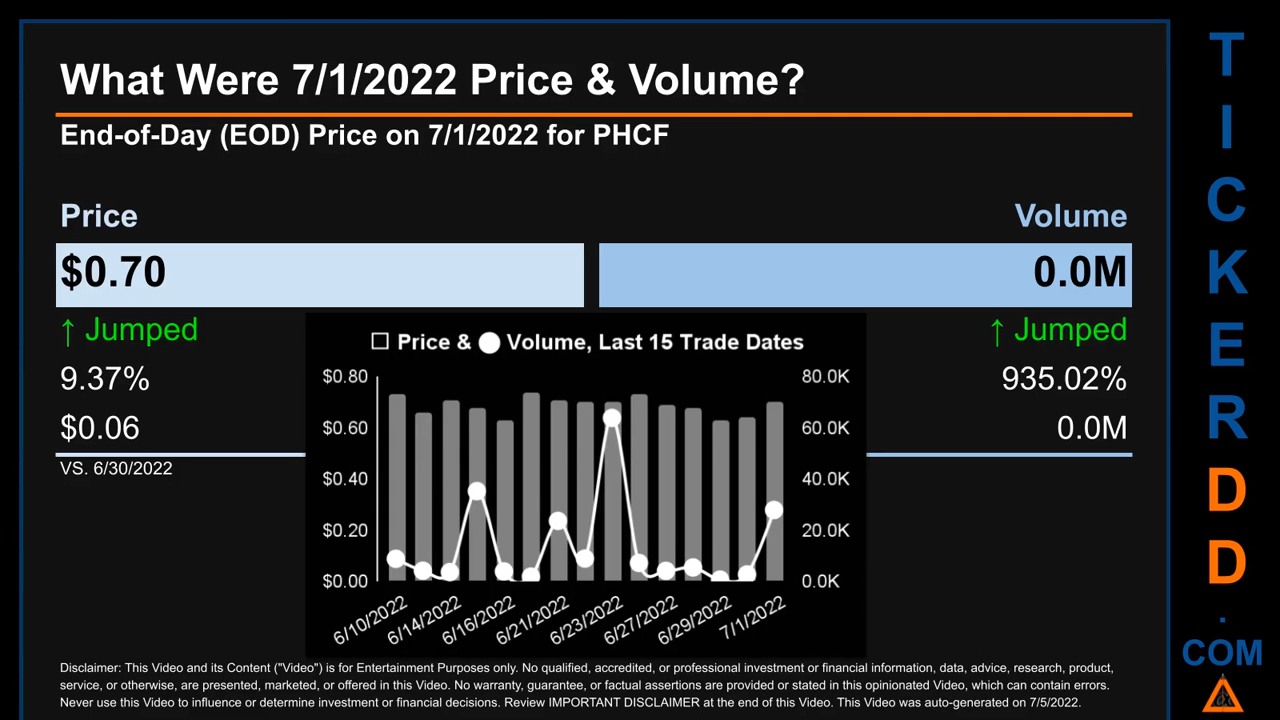 What Were 7/1/2022 Price & Volume?
End-of-Day (EOD) Price on 7/1/2022 for PHCF
Price
Volume
$0.70
0.0M
↑ Jumped
↑ Jumped
9.37%
935.02%
$0.06
0.0M
VS. 6/30/2022
Price & Volume, Last 15 Trade Dates
$0.80
80.0K
$0.60
60.0K
$0.40
40.0K
$0.20
20.0K
$0.00
0.0K
6/10/2022
6/14/2022
6/16/2022
6/21/2022
6/23/2022
6/27/2022
6/29/2022
7/1/2022
Disclaimer: This Video and its Content ("Video") is for Entertainment Purposes only. No qualified, accredited, or professional investment or financial information, data, advice, research, product,
service, or otherwise, are presented, marketed, or offered in this Video. No warranty, guarantee, or factual assertions are provided or stated in this opinionated Video, which can contain errors.
Never use this Video to influence or determine investment or financial decisions. Review IMPORTANT DISCLAIMER at the end of this Video. This Video was auto-generated on 7/5/2022.
T
I
C
K
E
R
D
D
.
COM